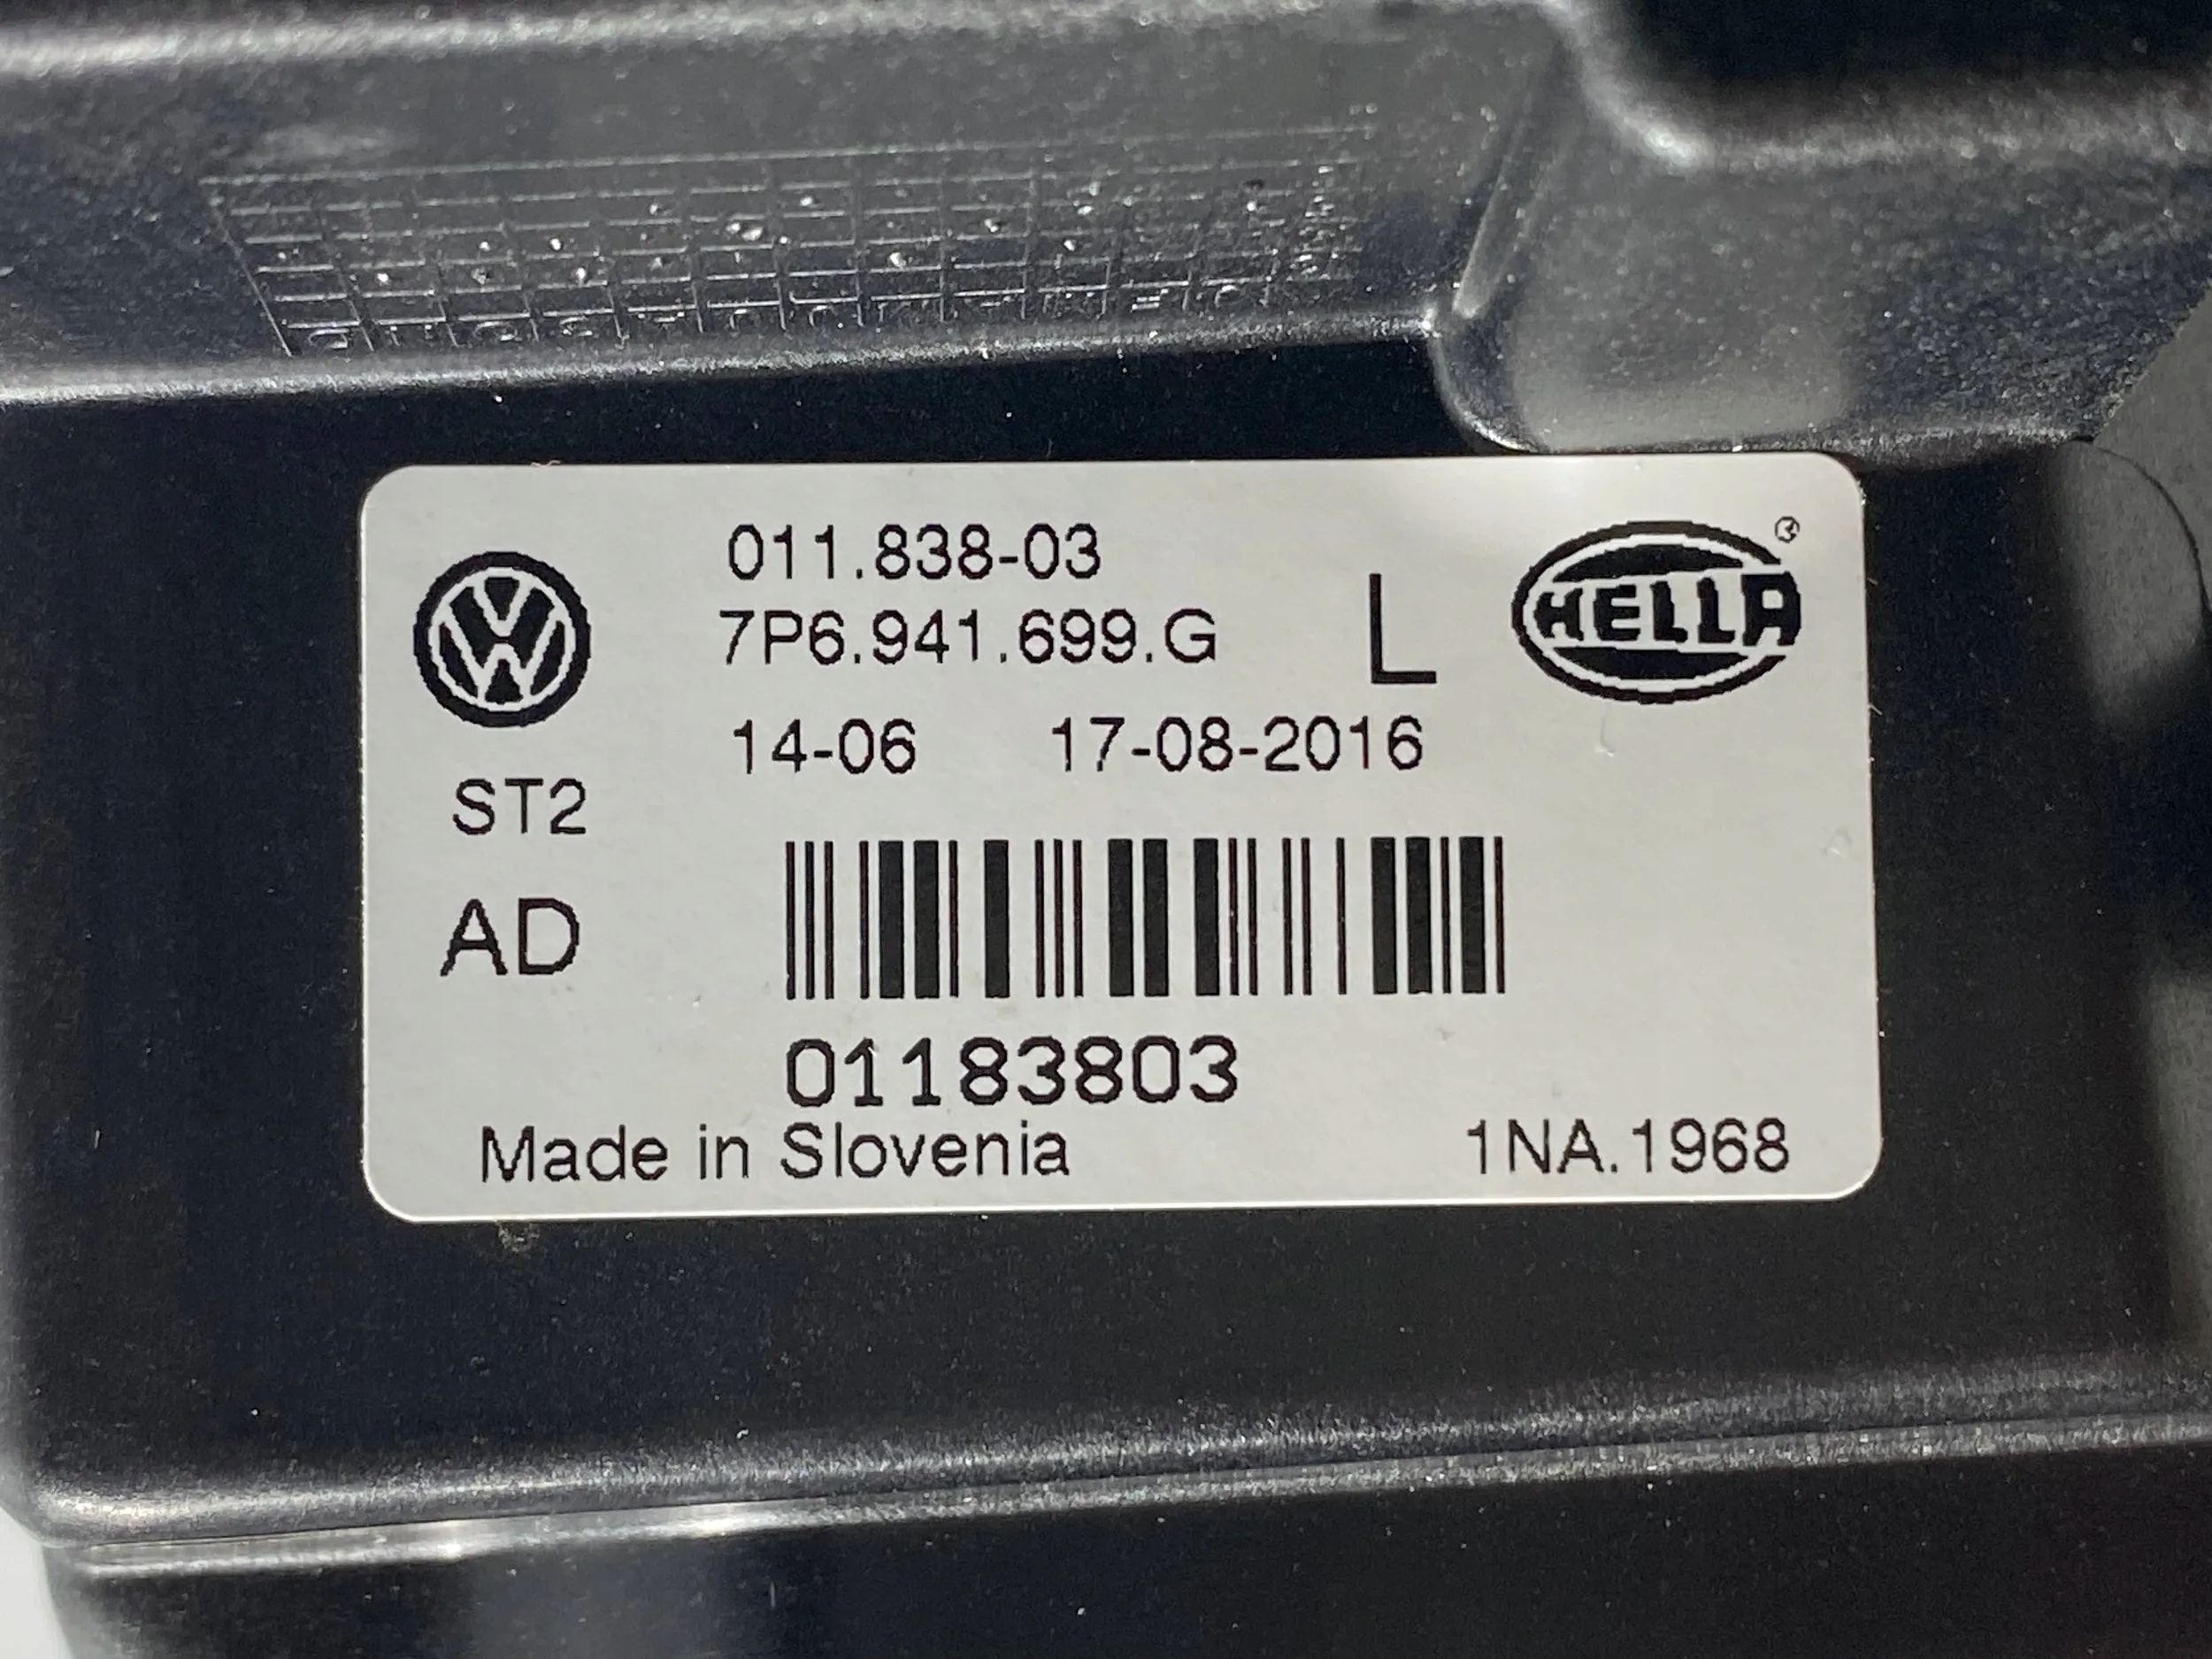 011.838-03
7P6.941.699.G
L
HELLA
®
VW
14-06 17-08-2016
ST2
AD
01183803
Made in Slovenia
1NA.1968